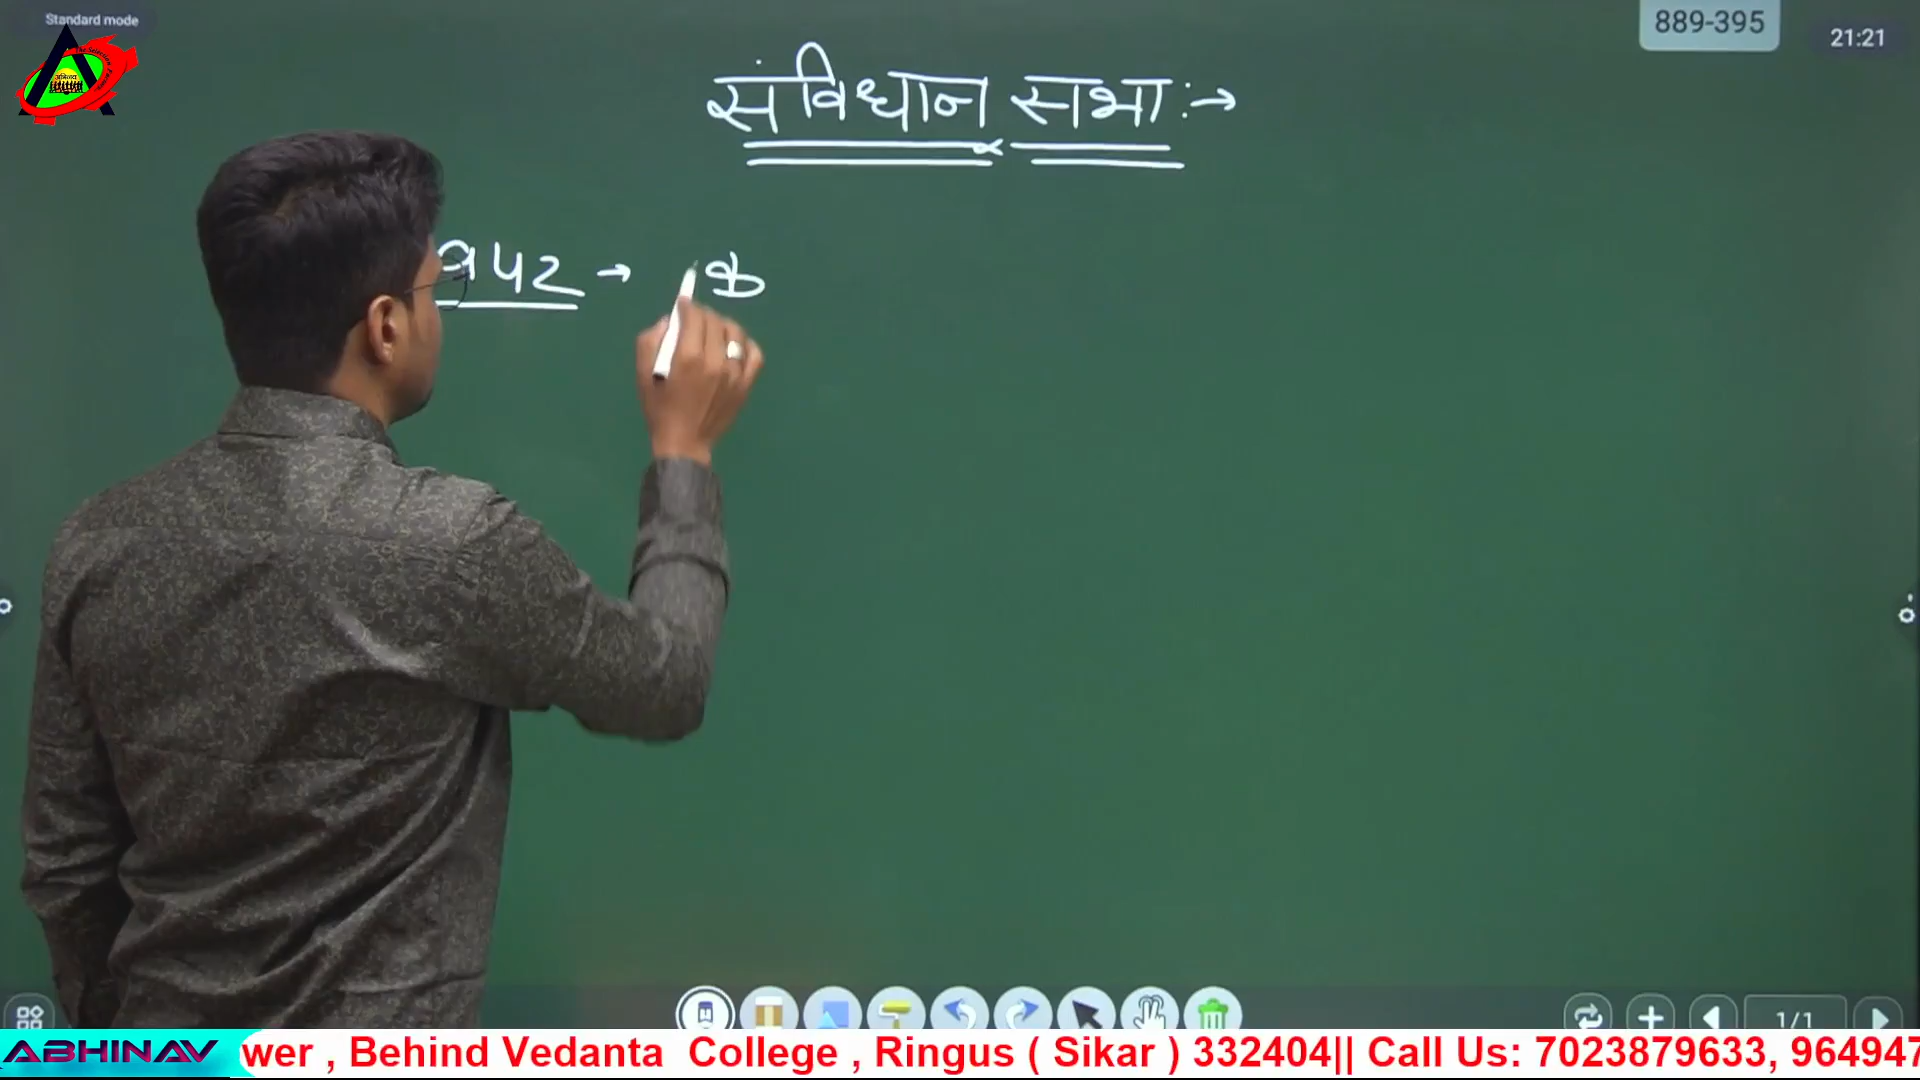 Standard mode
889-395
21:21
संविधान सभा :→
942 →
1/1
ABHINAV wer , Behind Vedanta College , Ringus ( Sikar ) 332404|| Call Us: 7023879633, 964947